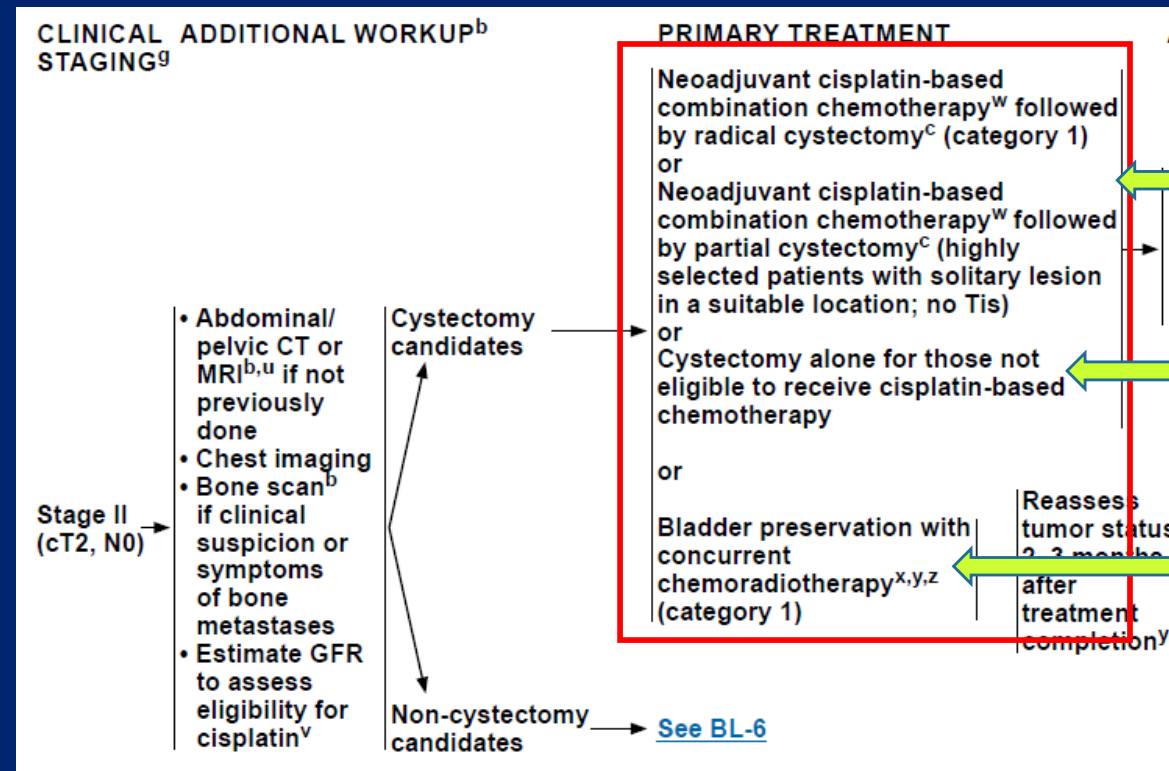 CLINICAL ADDITIONAL WORKUPb
STAGINGg
PRIMARY TREATMENT
Stage II
(cT2, N0)
• Abdominal/
pelvic CT or
MRIb,u if not
previously
done
• Chest imaging
• Bone scanb
if clinical
suspicion or
symptoms
of bone
metastases
• Estimate GFR
to assess
eligibility for
cisplatinv
Cystectomy
candidates
Neoadjuvant cisplatin-based
combination chemotherapyw followed
by radical cystectomyc (category 1)
or
Neoadjuvant cisplatin-based
combination chemotherapyw followed
by partial cystectomyc (highly
selected patients with solitary lesion
in a suitable location; no Tis)
or
Cystectomy alone for those not
eligible to receive cisplatin-based
chemotherapy
or
Bladder preservation with
concurrent
chemoradiotherapyx,y,z
(category 1)
Reassess
tumor status
2–3 months
after
treatment
completiony
Non-cystectomy
candidates
See BL-6